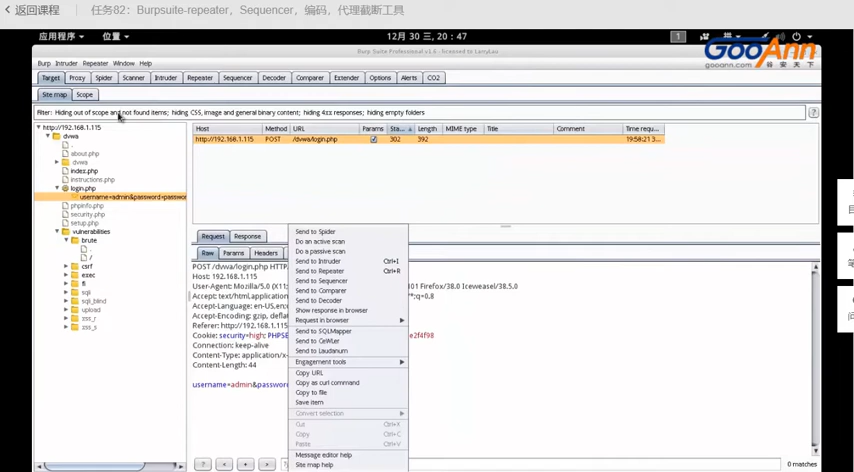 返回课程 任务82：Burpsuite-repeater，Sequencer，编码，代理截断工具
应用程序 位置 12月 30 三, 20 : 47 1
GooAnn
gooann.com
Burp Suite Professional v1.6 - licensed to LarryLau
Burp Intruder Repeater Window Help
Target Proxy Spider Scanner Intruder Repeater Sequencer Decoder Comparer Extender Options Alerts CO2
Site map Scope
Filter: Hiding out of scope and not found items; hiding CSS, image and general binary content; hiding 4xx responses; hiding empty folders ?
http://192.168.1.115
dvwa
.
about.php
dvwa
index.php
instructions.php
login.php
username=admin&password=passwor
phpinfo.php
security.php
setup.php
vulnerabilities
brute
.
/
csrf
exec
fi
sqli
sqli_blind
upload
xss_r
xss_s
Host Method URL Params Sta... Length MIME type Title Comment Time requ...
http://192.168.1.115 POST /dvwa/login.php 302 392 19:58:21 3...
Request Response
Raw Params Headers
POST /dvwa/login.php HTTP
Host: 192.168.1.115
User-Agent: Mozilla/5.0 (X11; 101 Firefox/38.0 Iceweasel/38.5.0
Accept: text/html,application ;q=0.8
Accept-Language: en-US,en
Accept-Encoding: gzip, deflat
Referer: http://192.168.1.115
Cookie: security=high; PHPSE e2f4f98
Connection: keep-alive
Content-Type: application/x-
Content-Length: 44
username=admin&password
Send to Spider
Do an active scan
Do a passive scan
Send to Intruder Ctrl+I
Send to Repeater Ctrl+R
Send to Sequencer
Send to Comparer
Send to Decoder
Show response in browser
Request in browser
Send to SQLMapper
Send to CeWLer
Send to Laudanum
Engagement tools
Copy URL
Copy as curl command
Copy to file
Save item
Convert selection
Cut Ctrl+X
Copy Ctrl+C
Paste Ctrl+V
Message editor help
Site map help
? < + > 0 matches